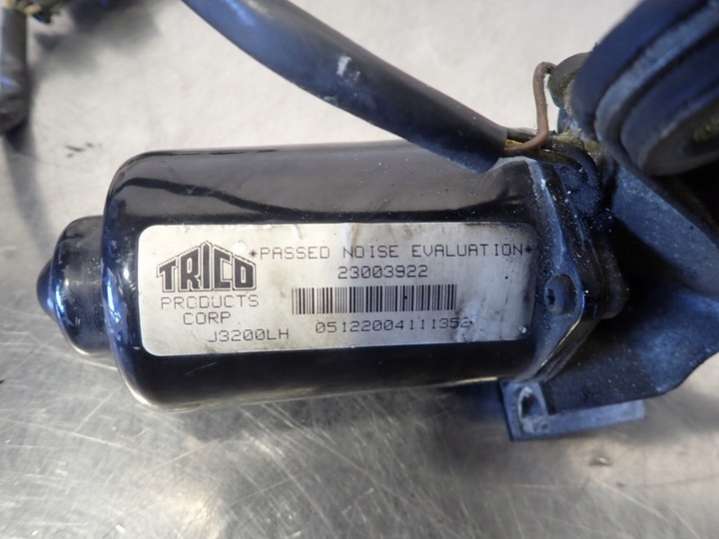 TRICO
PRODUCTS
CORP
*PASSED NOISE EVALUATION*
23003922
J3200LH 05122004111352